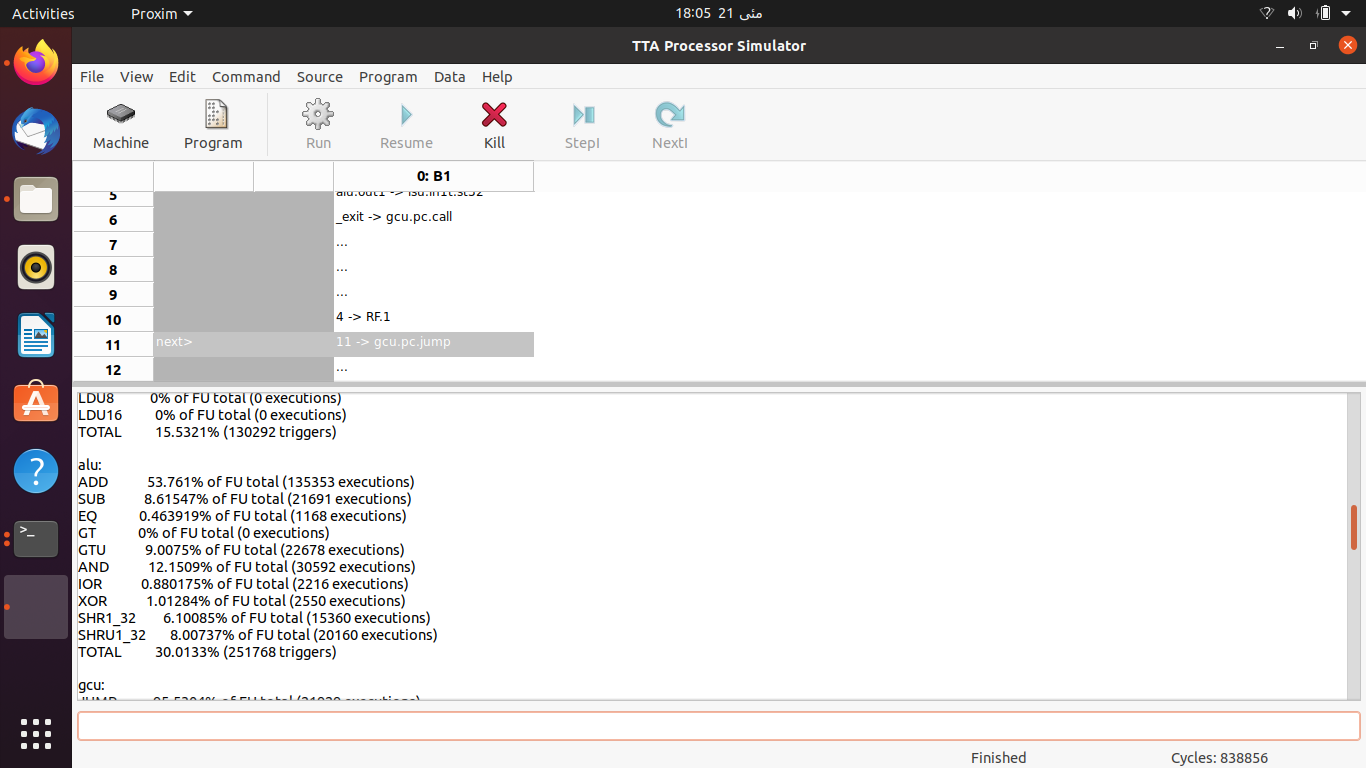 Activities Proxim 18:05 21 مئی
TTA Processor Simulator
File View Edit Command Source Program Data Help
Machine Program Run Resume Kill StepI NextI
0: B1
5 alu.out1 -> lsu.in1t.st32
6 _exit -> gcu.pc.call
7 ...
8 ...
9 ...
10 4 -> RF.1
11 next> 11 -> gcu.pc.jump
12 ...
LDU8 0% of FU total (0 executions)
LDU16 0% of FU total (0 executions)
TOTAL 15.5321% (130292 triggers)
alu:
ADD 53.761% of FU total (135353 executions)
SUB 8.61547% of FU total (21691 executions)
EQ 0.463919% of FU total (1168 executions)
GT 0% of FU total (0 executions)
GTU 9.0075% of FU total (22678 executions)
AND 12.1509% of FU total (30592 executions)
IOR 0.880175% of FU total (2216 executions)
XOR 1.01284% of FU total (2550 executions)
SHR1_32 6.10085% of FU total (15360 executions)
SHRU1_32 8.00737% of FU total (20160 executions)
TOTAL 30.0133% (251768 triggers)
gcu:
Finished Cycles: 838856